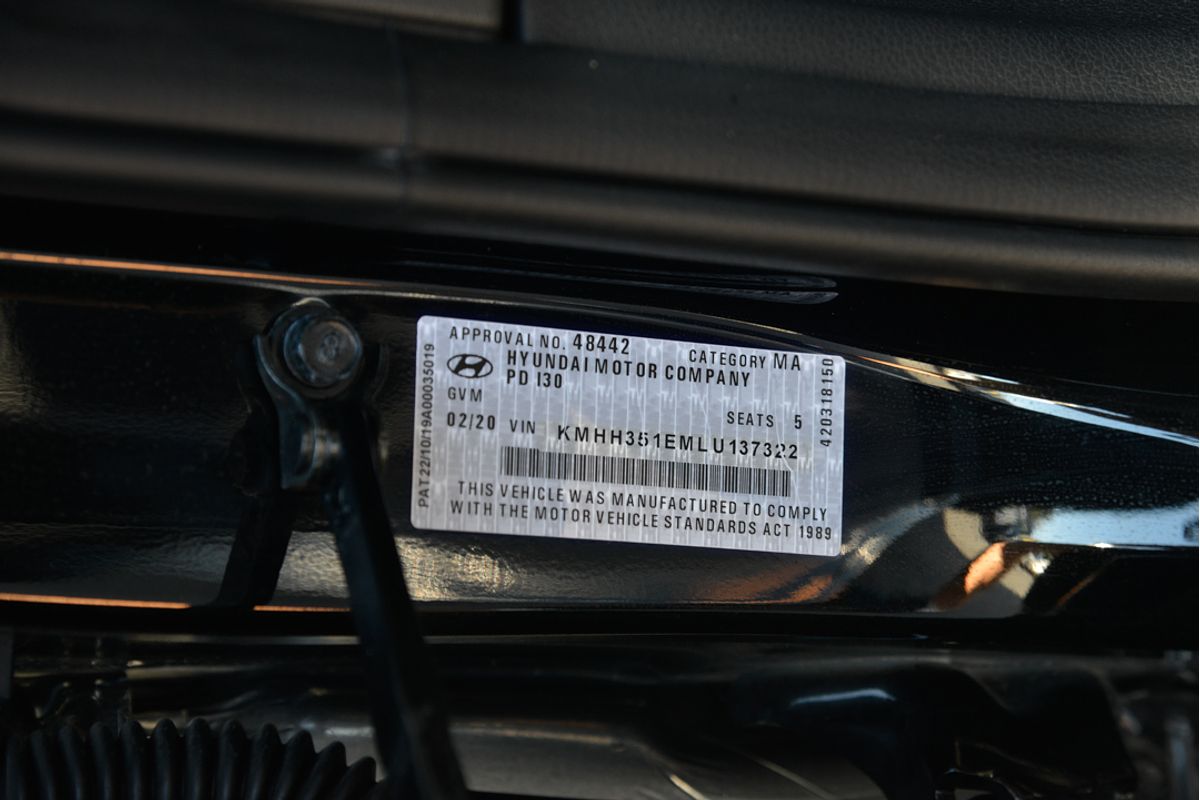 APPROVAL NO. 48442 CATEGORY MA
HYUNDAI MOTOR COMPANY
PD I30
GVM
SEATS 5
02/20 VIN KMHH351EMLU137322
THIS VEHICLE WAS MANUFACTURED TO COMPLY
WITH THE MOTOR VEHICLE STANDARDS ACT 1989
PAT22/10/19A00035019
420318150
8